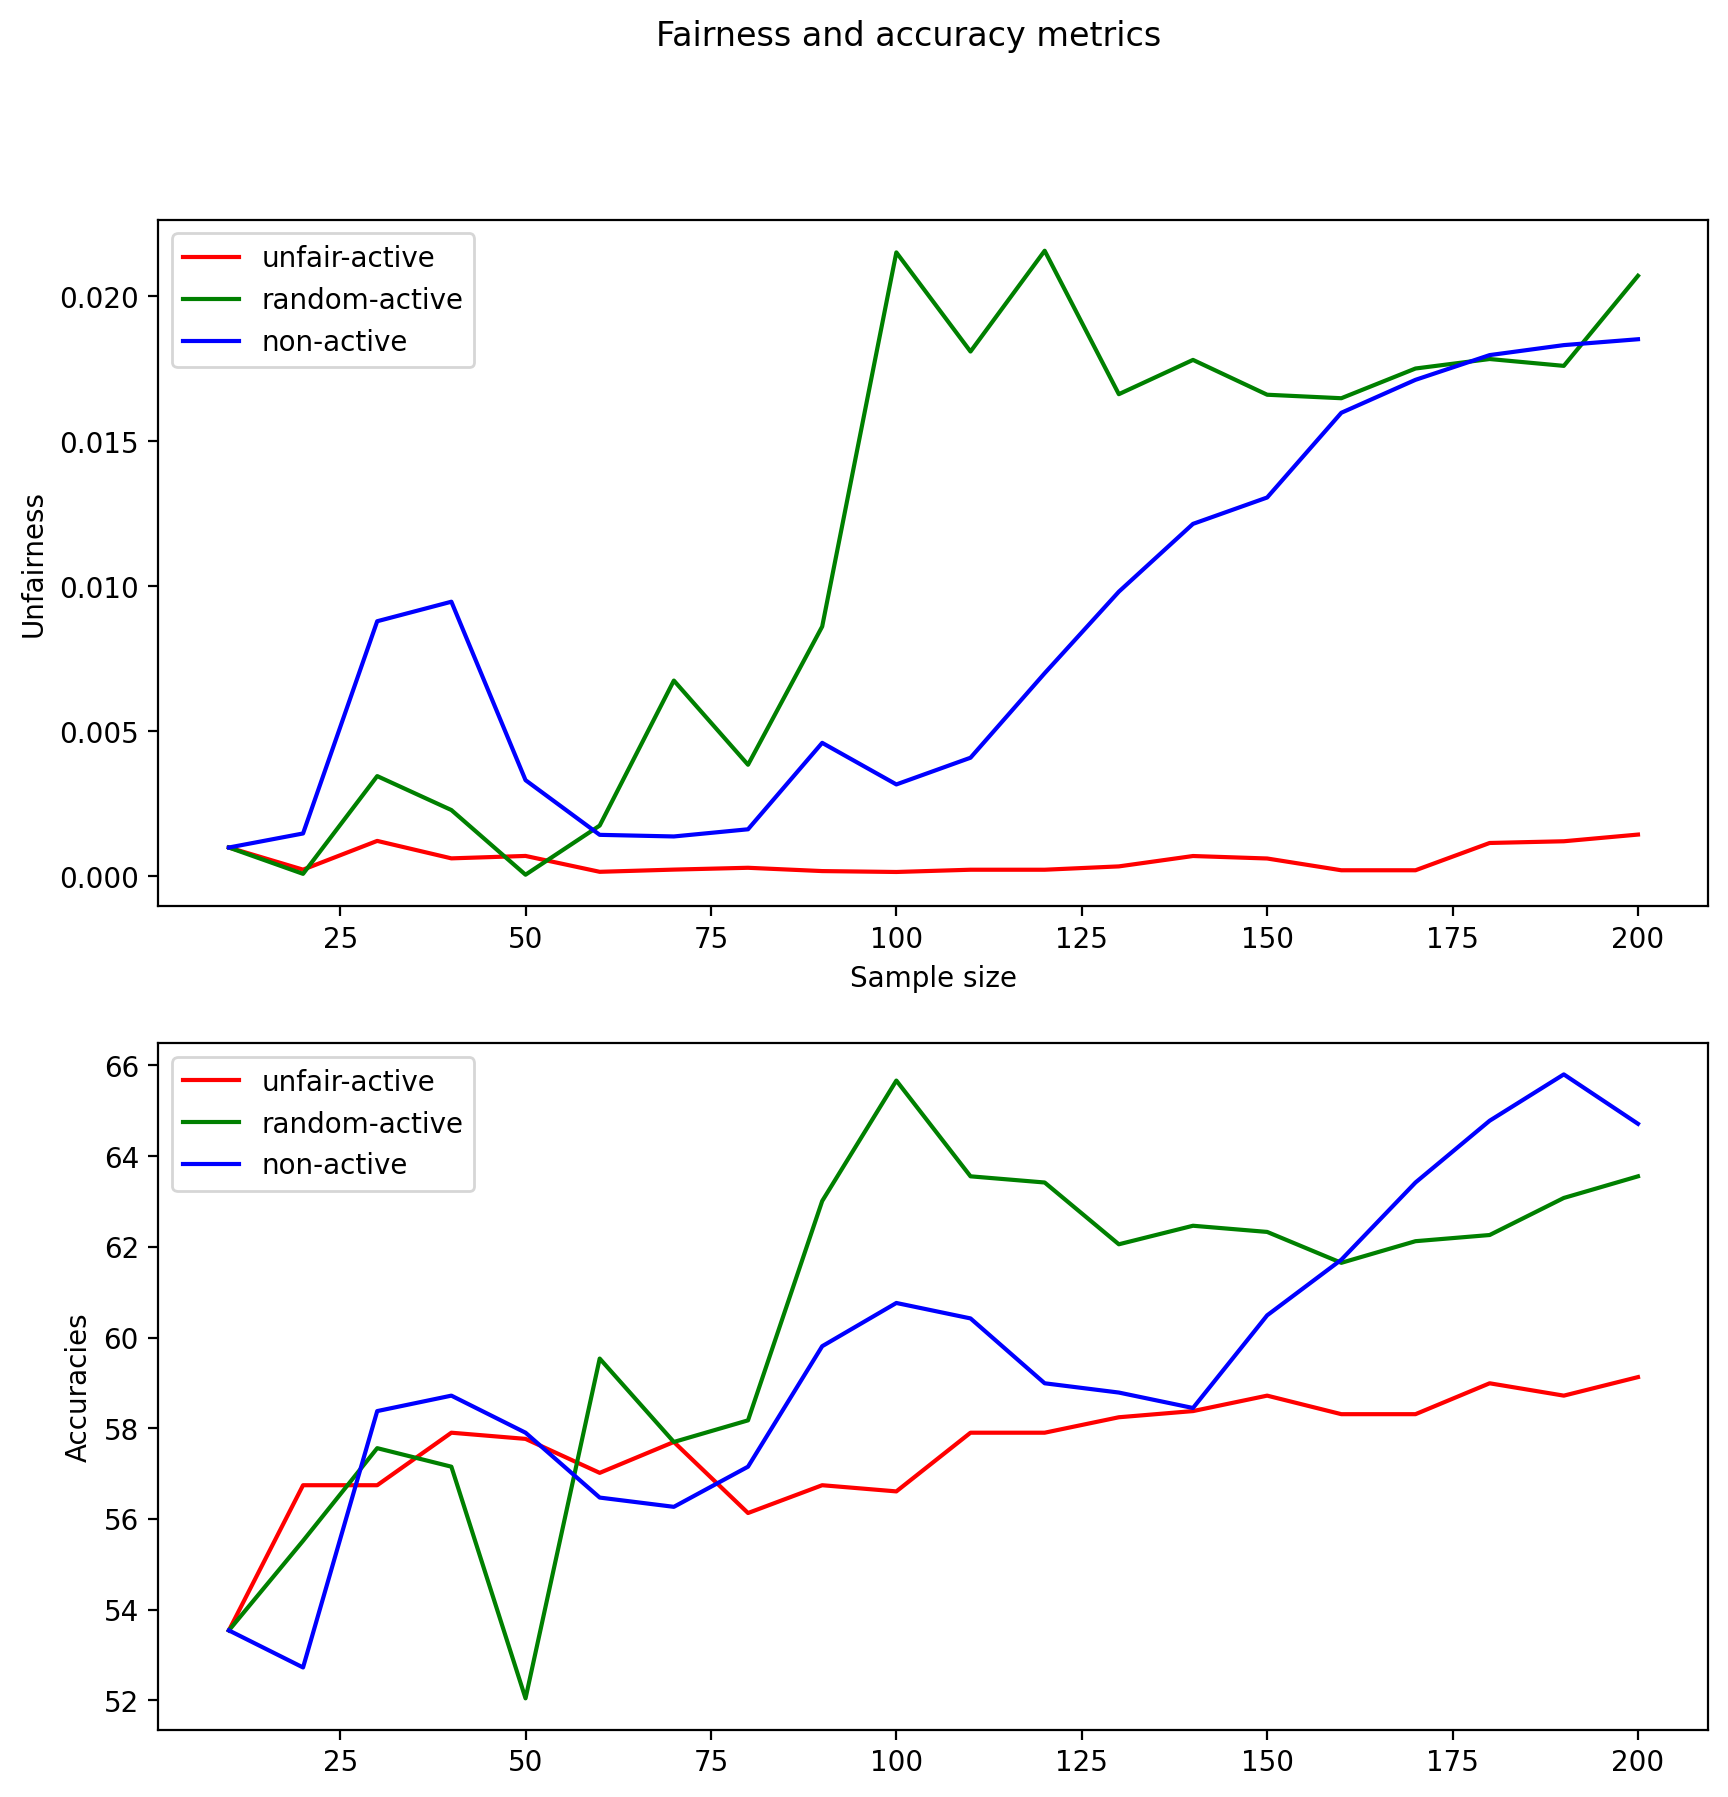 Fairness and accuracy metrics
unfair-active
random-active
non-active
0.020
0.015
0.010
0.005
0.000
Unfairness
25 50 75 100 125 150 175 200
Sample size
unfair-active
random-active
non-active
66
64
62
60
58
56
54
52
Accuracies
25 50 75 100 125 150 175 200